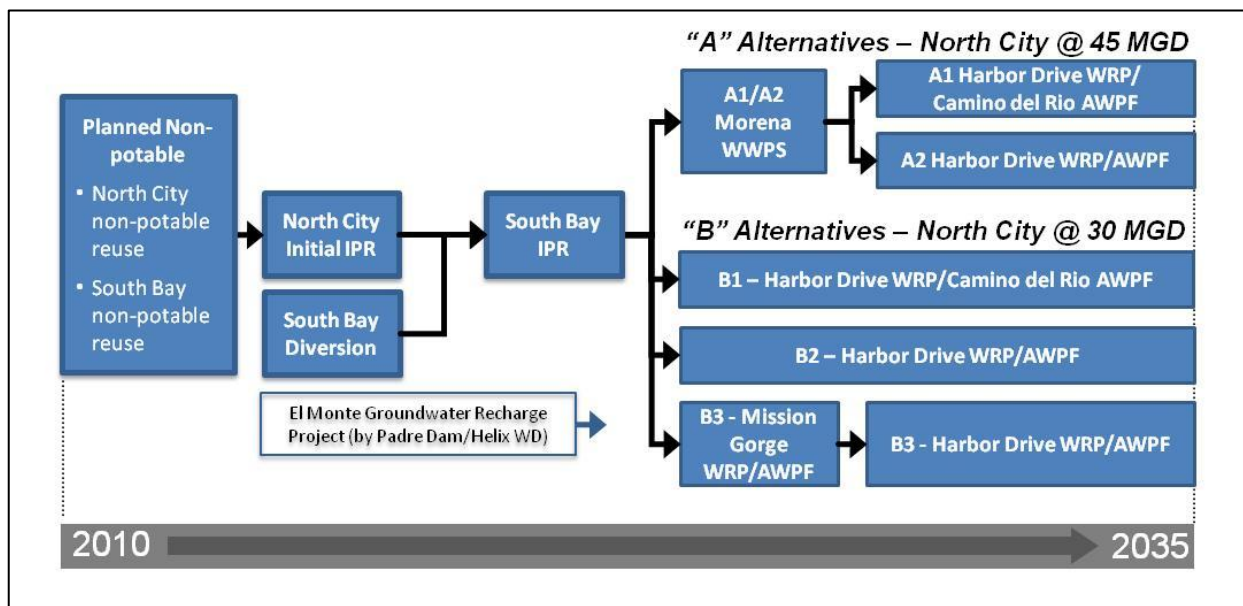 "A" Alternatives – North City @ 45 MGD
Planned Non-
potable
▪ North City
non-potable
reuse
▪ South Bay
non-potable
reuse
North City
Initial IPR
South Bay
Diversion
South Bay
IPR
A1/A2
Morena
WWPS
A1 Harbor Drive WRP/
Camino del Rio AWPF
A2 Harbor Drive WRP/AWPF
"B" Alternatives – North City @ 30 MGD
B1 – Harbor Drive WRP/Camino del Rio AWPF
B2 – Harbor Drive WRP/AWPF
B3 - Mission
Gorge
WRP/AWPF
B3 - Harbor Drive WRP/AWPF
El Monte Groundwater Recharge
Project (by Padre Dam/Helix WD)
2010
2035